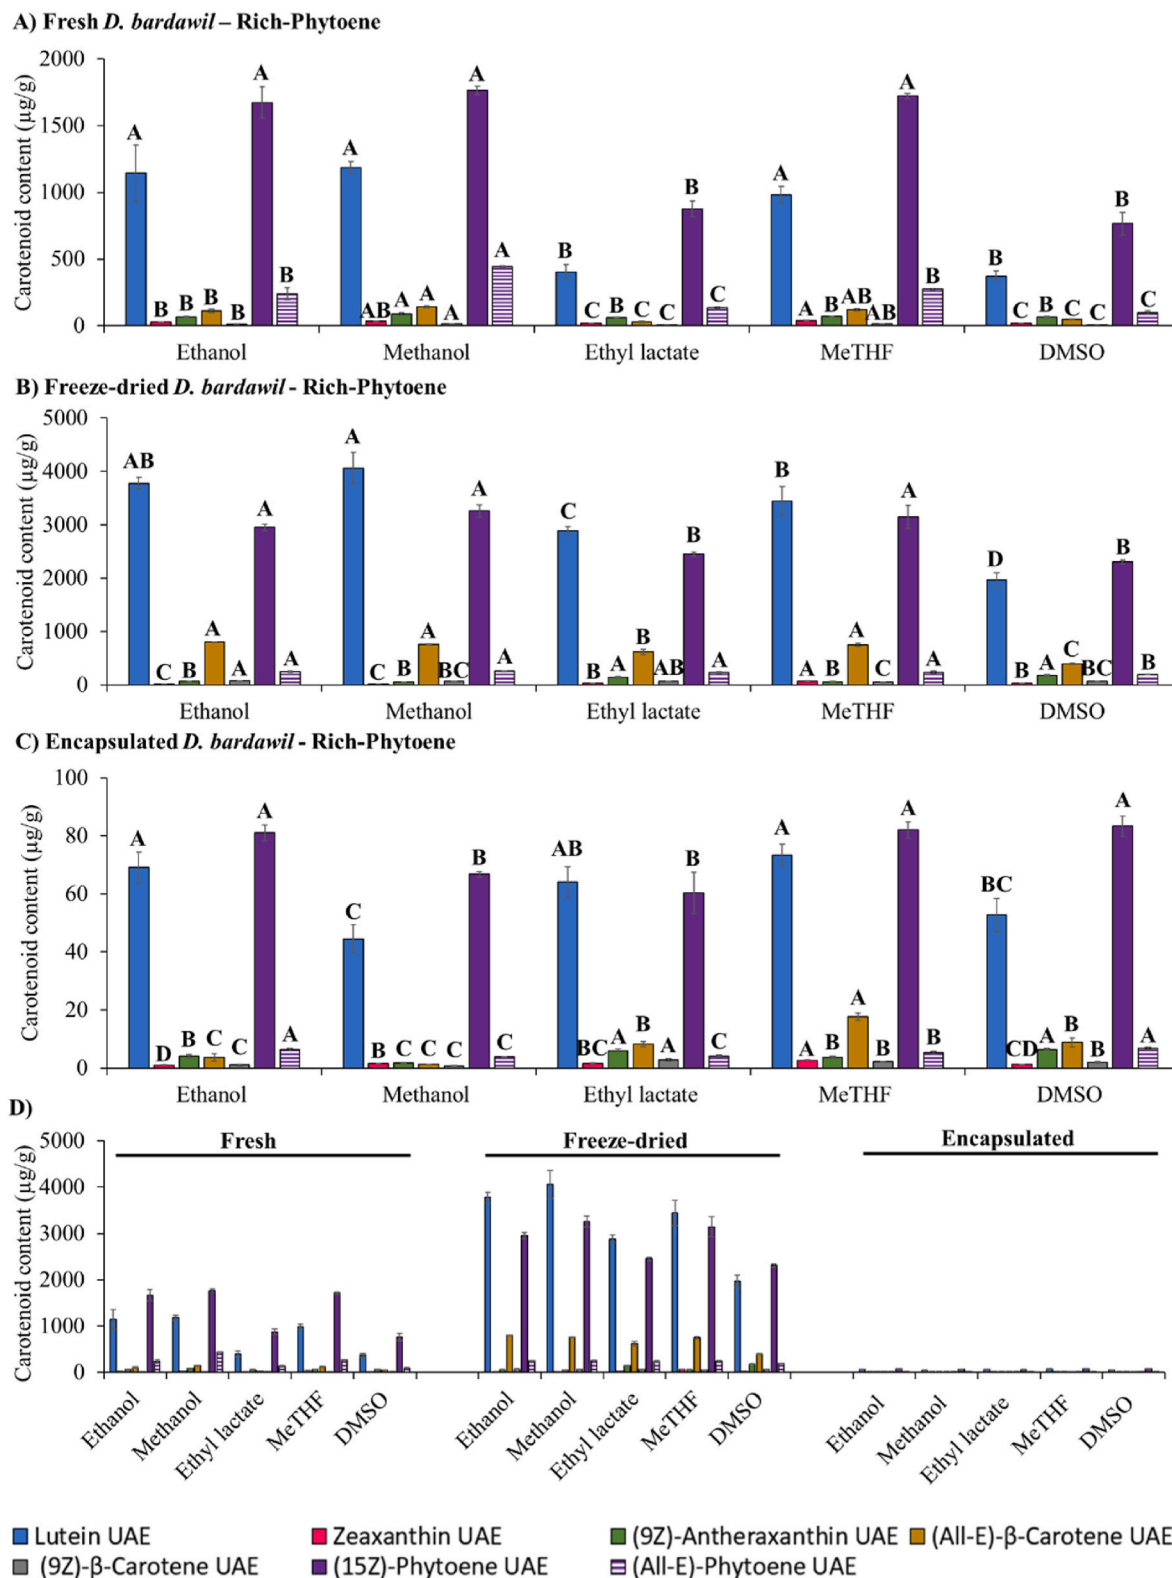 A) Fresh D. bardawil – Rich-Phytoene
Carotenoid content (µg/g)
2000
1500
1000
500
0
A B B B B A B
AB AB A A A A A
B C B C C B C
A A B AB AB A B
B C B C C B C
Ethanol Methanol Ethyl lactate MeTHF DMSO
B) Freeze-dried D. bardawil - Rich-Phytoene
Carotenoid content (µg/g)
5000
4000
3000
2000
1000
0
AB C B A A A A
A C B A BC A A
C B A B AB B A
B A B A C A A
D B A C BC B B
Ethanol Methanol Ethyl lactate MeTHF DMSO
C) Encapsulated D. bardawil - Rich-Phytoene
Carotenoid content (µg/g)
100
80
60
40
20
0
A D B C C A A
C B C C C B C
AB BC A B A B C
A A B A B A B
BC CD A B B A A
Ethanol Methanol Ethyl lactate MeTHF DMSO
D)
Fresh Freeze-dried Encapsulated
Carotenoid content (µg/g)
5000
4000
3000
2000
1000
0
Ethanol Methanol Ethyl lactate MeTHF DMSO
Ethanol Methanol Ethyl lactate MeTHF DMSO
Ethanol Methanol Ethyl lactate MeTHF DMSO
Lutein UAE Zeaxanthin UAE (9Z)-Antheraxanthin UAE (All-E)-β-Carotene UAE
(9Z)-β-Carotene UAE (15Z)-Phytoene UAE (All-E)-Phytoene UAE